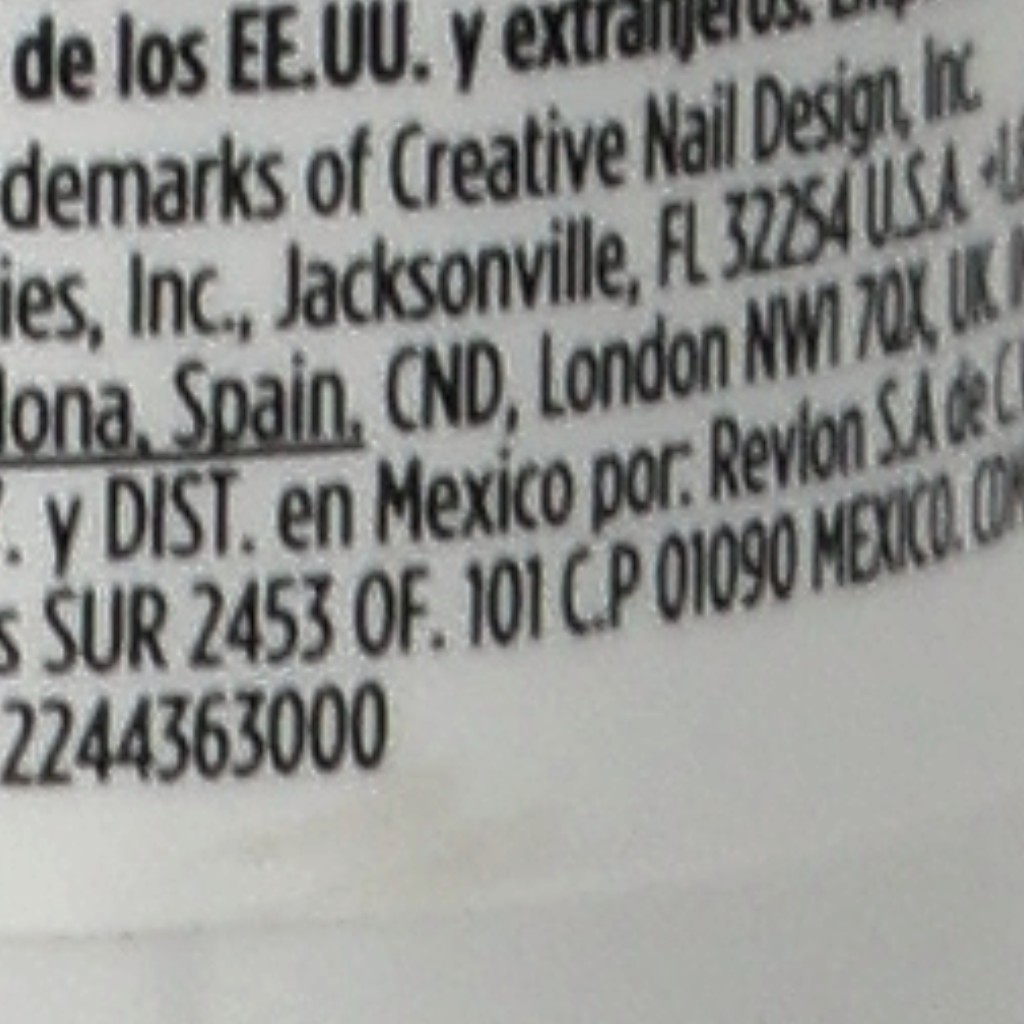 de los EE.UU. y extranjeros.
demarks of Creative Nail Design, Inc.
ies, Inc., Jacksonville, FL 32254 U.S.A.
lona, Spain, CND, London NW1 7QX, UK
. y DIST. en Mexico por: Revlon S.A de C
s SUR 2453 OF. 101 C.P 01090 MEXICO.
2244363000